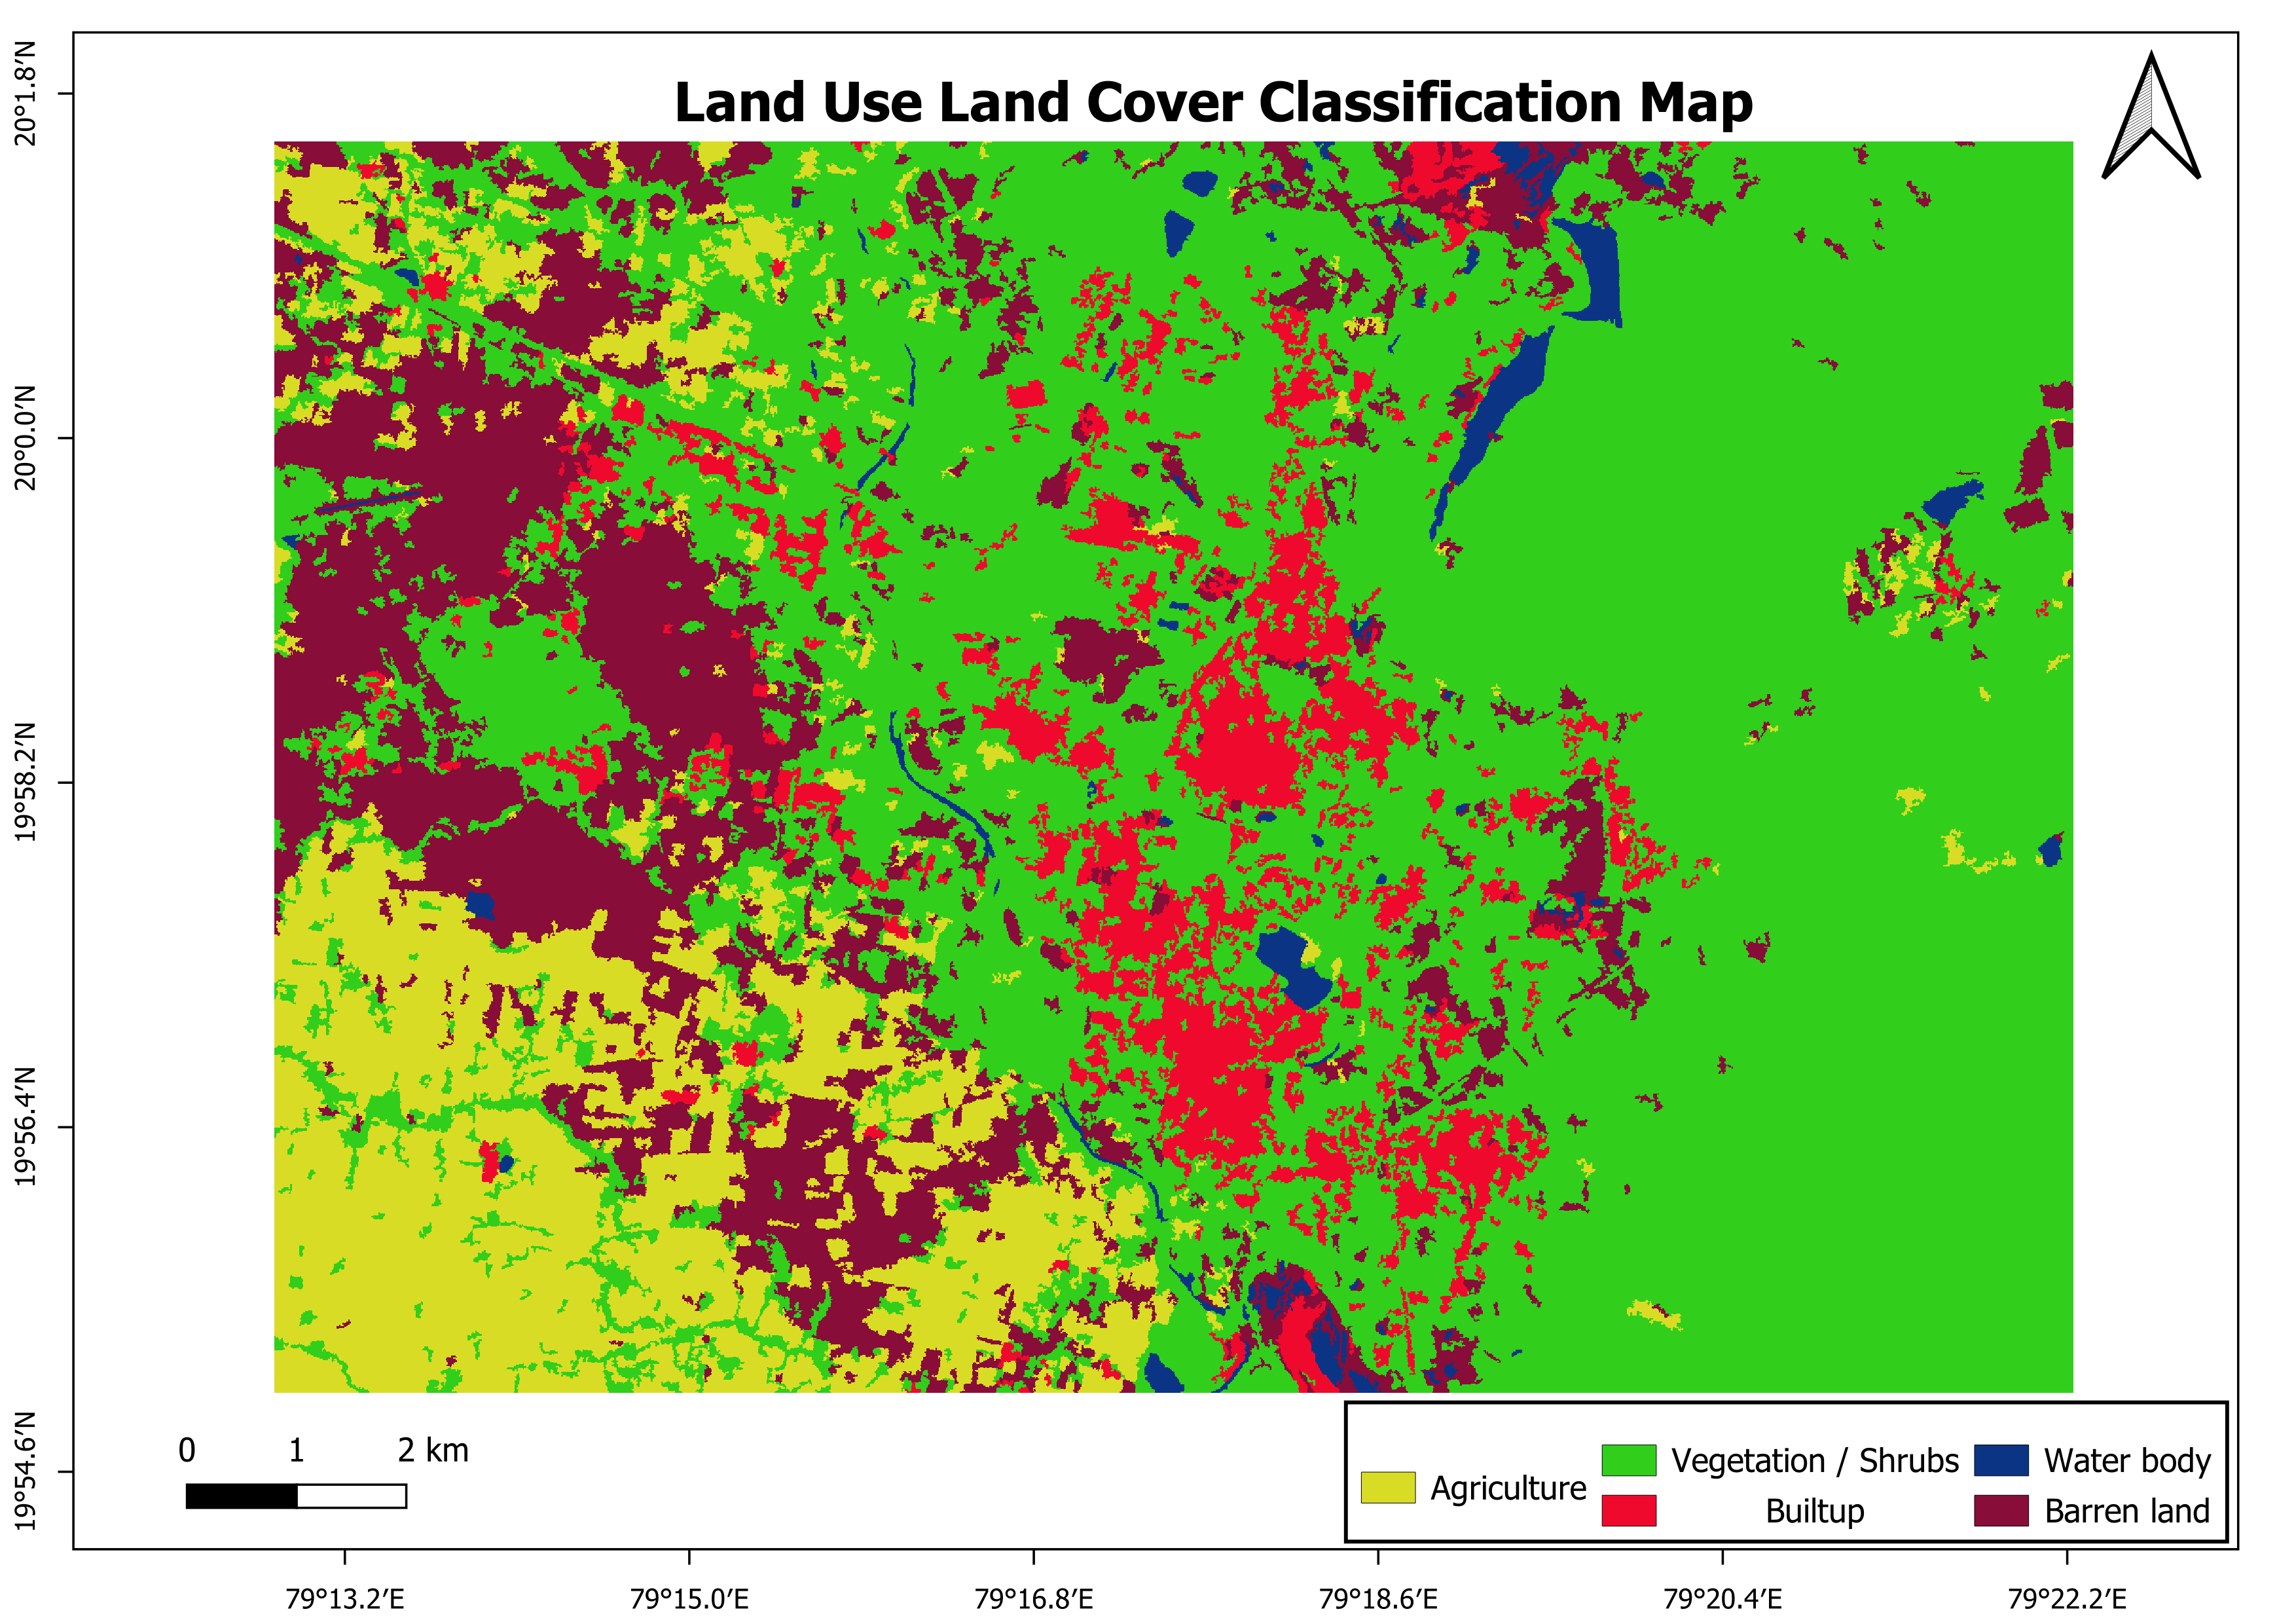 Land Use Land Cover Classification Map
20°1.8′N
20°0.0′N
19°58.2′N
19°56.4′N
19°54.6′N
0 1 2 km
Agriculture
Vegetation / Shrubs
Builtup
Water body
Barren land
79°13.2′E 79°15.0′E 79°16.8′E 79°18.6′E 79°20.4′E 79°22.2′E